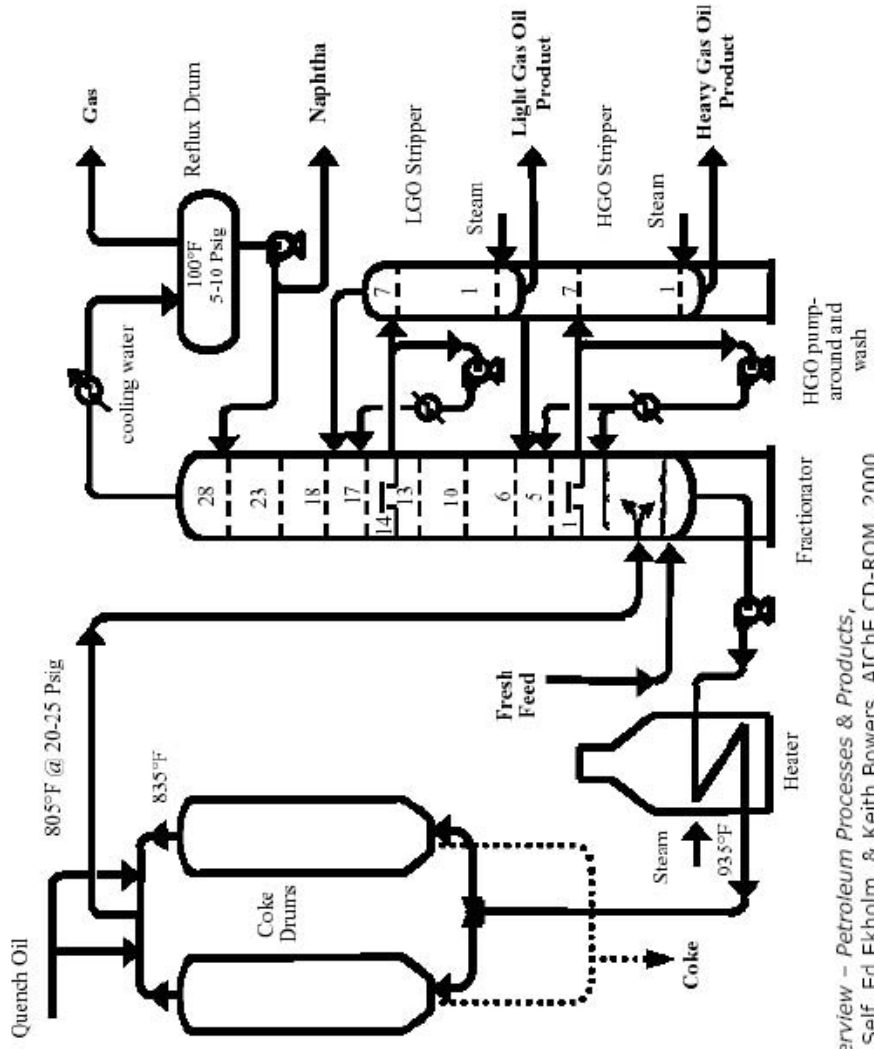 Quench Oil
805°F @ 20-25 Psig
835°F
Coke
Drums
Coke
Fresh
Feed
Steam
935°F
Heater
cooling water
Gas
Reflux Drum
100°F
5-10 Psig
Naphtha
28
23
18
17
14
13
10
6
5
1
Fractionator
LGO Stripper
7
1
Steam
Light Gas Oil
Product
HGO Stripper
7
1
Steam
Heavy Gas Oil
Product
HGO pump-
around and
wash
Petroleum Processes & Products,
Self, Ed Ekholm, & Keith Bowers, AIChE CD-ROM, 2000